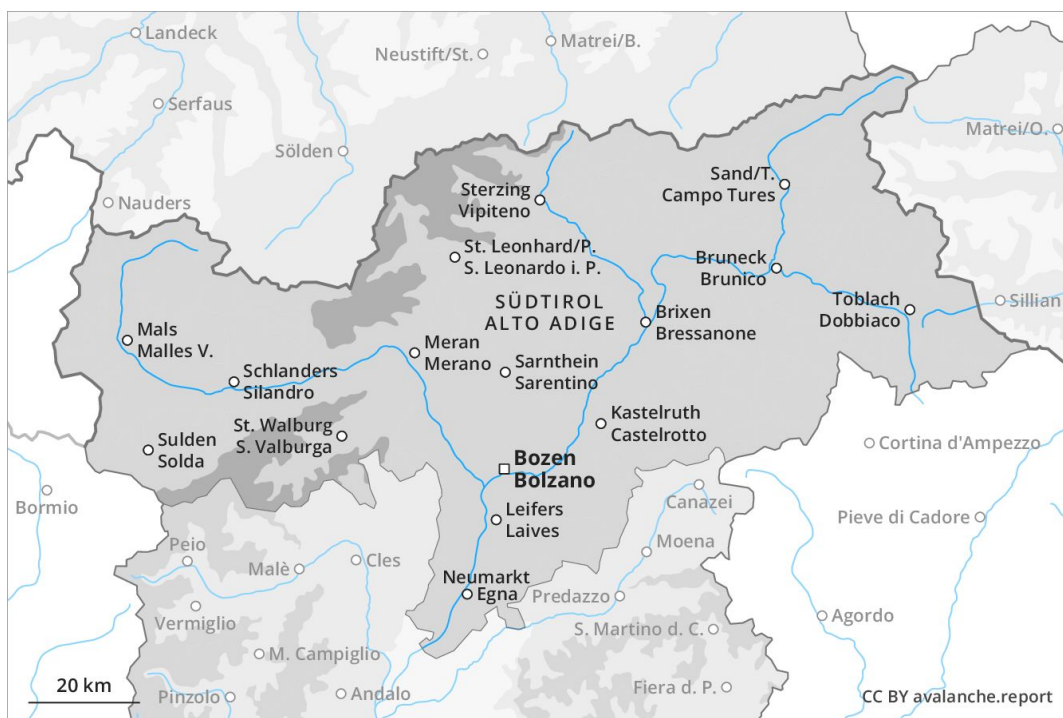 Landeck
Matrei/B.
Neustift/St.
Serfaus
Matrei/O.
Sölden
Sand/T.
Campo Tures
Sterzing
Vipiteno
Nauders
St. Leonhard/P.
S. Leonardo i. P.
Bruneck
Brunico
SÜDTIROL
ALTO ADIGE
Toblach
Dobbiaco
Sillian
Brixen
Bressanone
Mals
Malles V.
Meran
Merano
Sarnthein
Sarentino
Schlanders
Silandro
Kastelruth
Castelrotto
St. Walburg
S. Valburga
Sulden
Solda
Cortina d'Ampezzo
Bozen
Bolzano
Bormio
Canazei
Leifers
Laives
Pieve di Cadore
Moena
Peio
Cles
Malè
Neumarkt
Egna
Predazzo
Vermiglio
Agordo
S. Martino d. C.
M. Campiglio
20 km
Pinzolo
Andalo
Fiera d. P.
CC BY avalanche.report